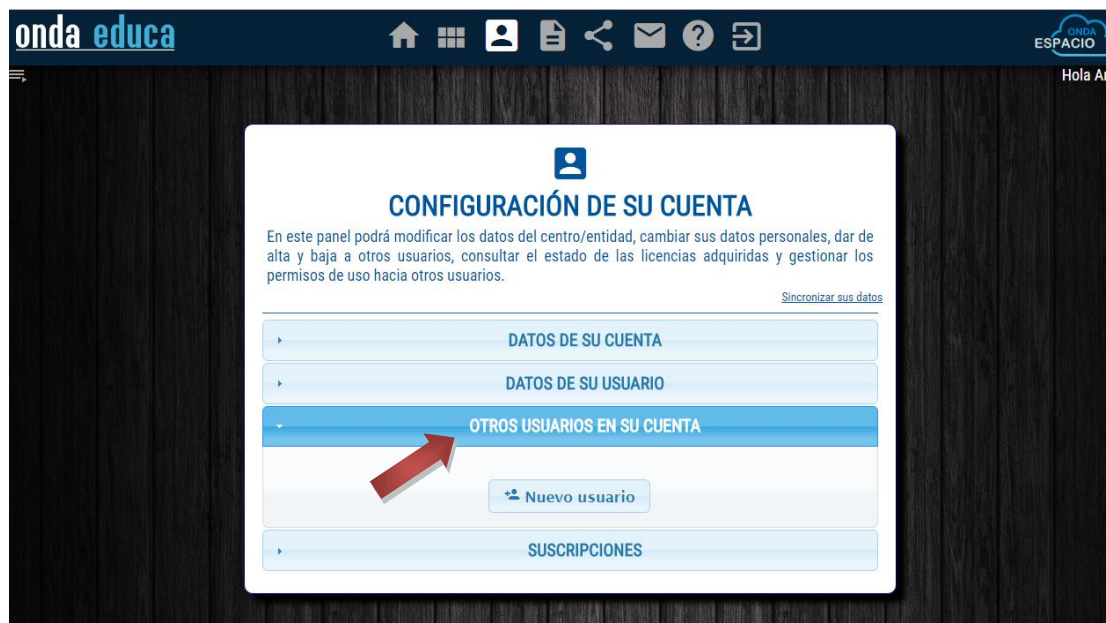 onda educa
ONDA
ESPACIO
Hola
CONFIGURACIÓN DE SU CUENTA
En este panel podrá modificar los datos del centro/entidad, cambiar sus datos personales, dar de
alta y baja a otros usuarios, consultar el estado de las licencias adquiridas y gestionar los
permisos de uso hacia otros usuarios.
Sincronizar sus datos
DATOS DE SU CUENTA
DATOS DE SU USUARIO
OTROS USUARIOS EN SU CUENTA
Nuevo usuario
SUSCRIPCIONES